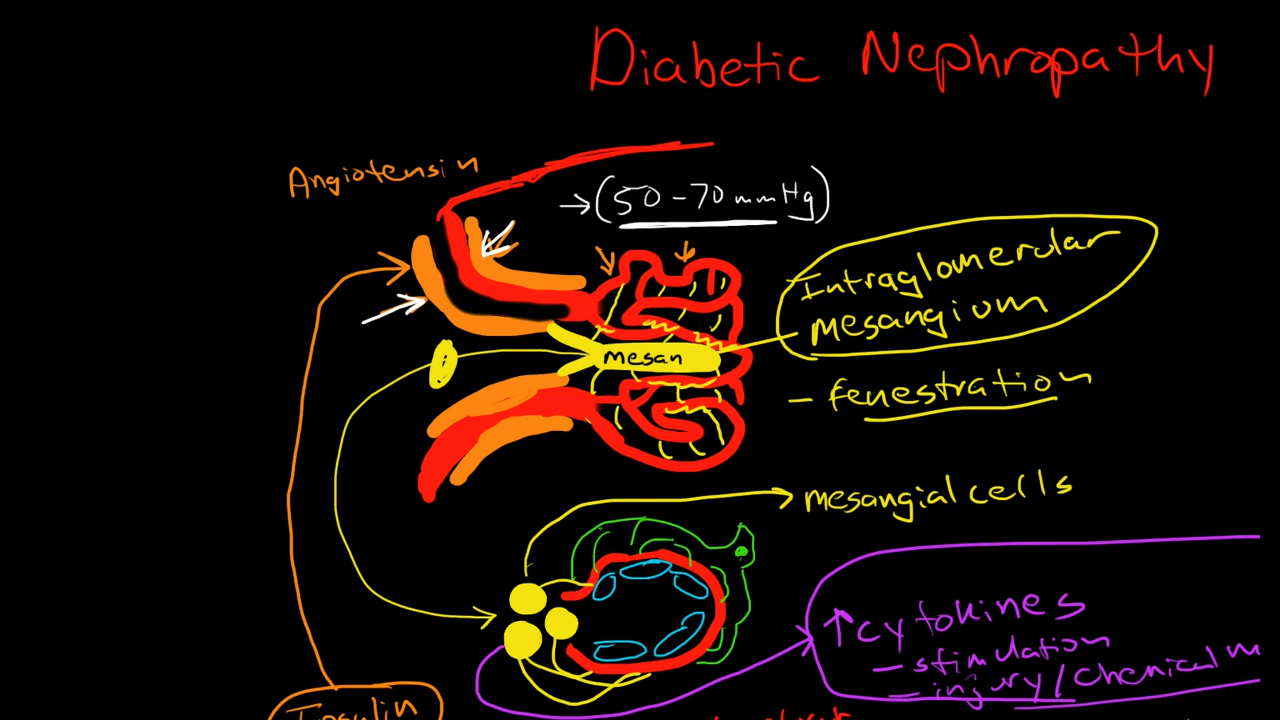 Diabetic Nephropathy
Angiotensin
→(50-70 mmHg)
Intraglomerular
mesangium
mesan
- fenestration
mesangial cells
↑cytokines
- stimulation
- injury/chemical m
Insulin